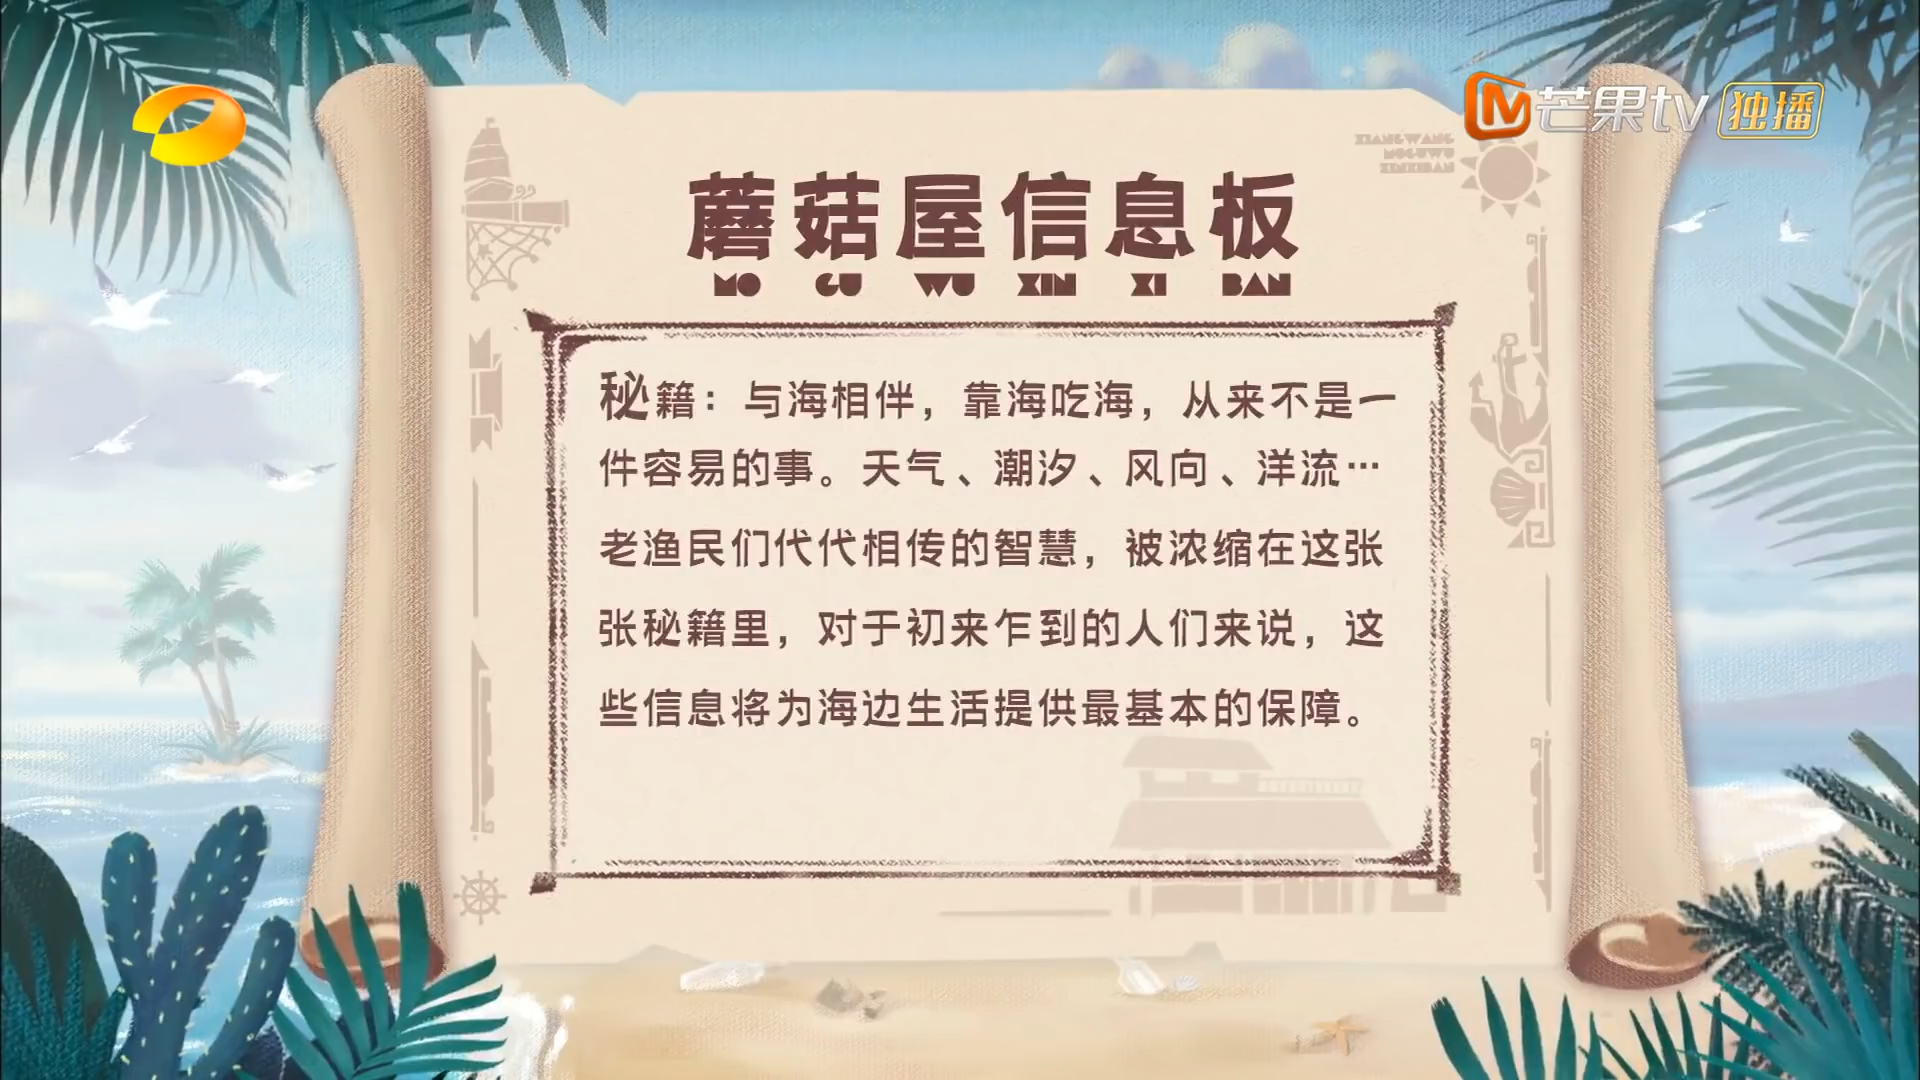 芒果tv 独播
XIANGWANG
MOGUWU
XINXIBAN
蘑菇屋信息板
MO GU WU XIN XI BAN
秘籍：与海相伴，靠海吃海，从来不是一
件容易的事。天气、潮汐、风向、洋流…
老渔民们代代相传的智慧，被浓缩在这张
张秘籍里，对于初来乍到的人们来说，这
些信息将为海边生活提供最基本的保障。